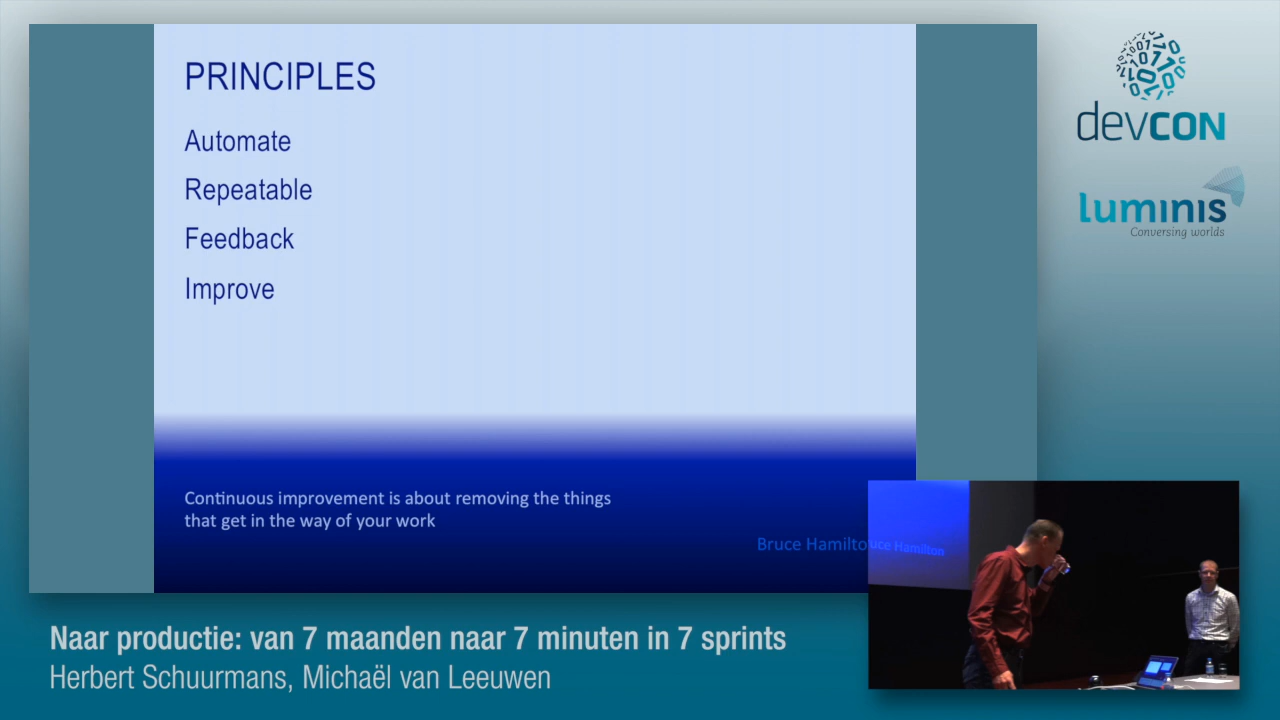 PRINCIPLES
Automate
Repeatable
Feedback
Improve
Continuous improvement is about removing the things
that get in the way of your work
Bruce Hamilto
uce Hamilton
devCON
luminis
Conversing worlds
Naar productie: van 7 maanden naar 7 minuten in 7 sprints
Herbert Schuurmans, Michaël van Leeuwen